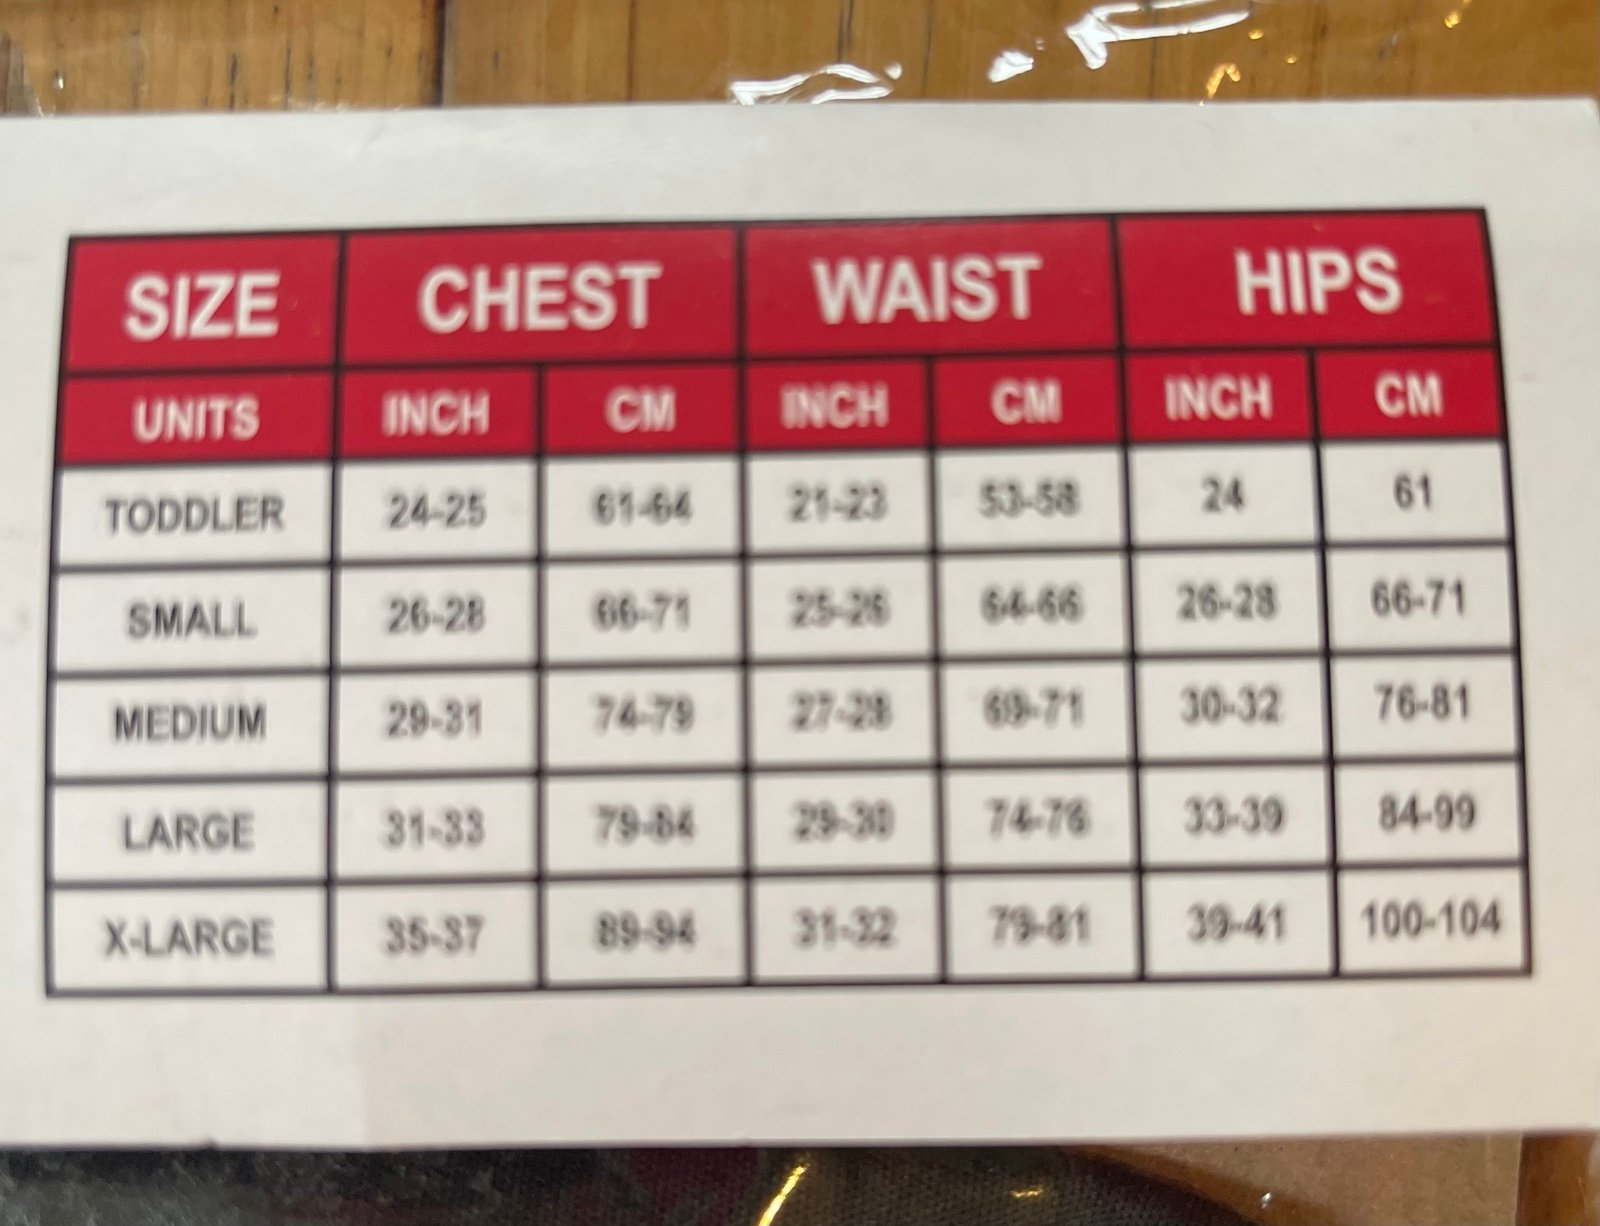 SIZE CHEST WAIST HIPS
UNITS INCH CM INCH CM INCH CM
TODDLER 24-25 61-64 21-23 53-58 24 61
SMALL 26-28 66-71 25-26 64-66 26-28 66-71
MEDIUM 29-31 74-79 27-28 69-71 30-32 76-81
LARGE 31-33 79-84 29-30 74-76 33-39 84-99
X-LARGE 35-37 89-94 31-32 79-81 39-41 100-104